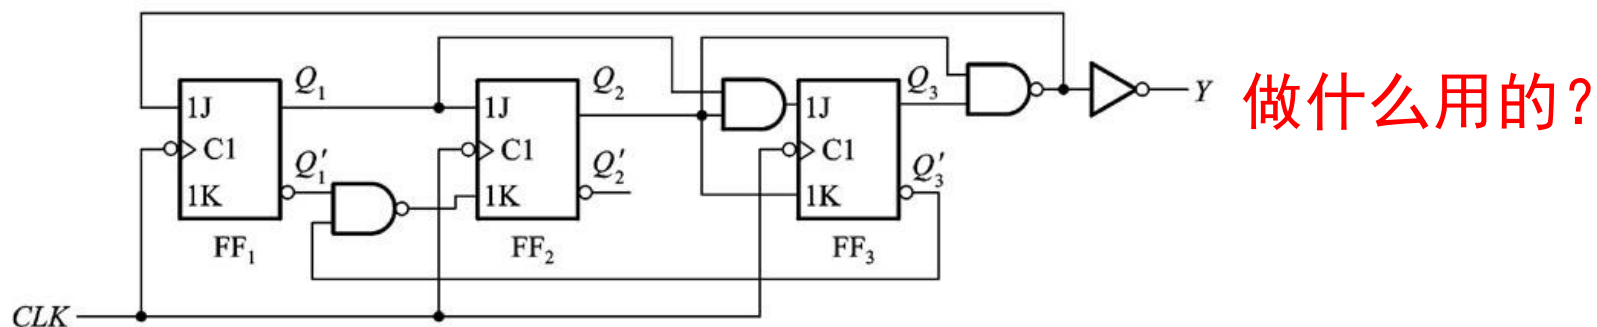 Q₁ Q₂ Q₃
1J 1J 1J Y 做什么用的?
C1 Q₁′ C1 Q₂′ C1 Q₃′
1K 1K 1K
FF₁ FF₂ FF₃
CLK